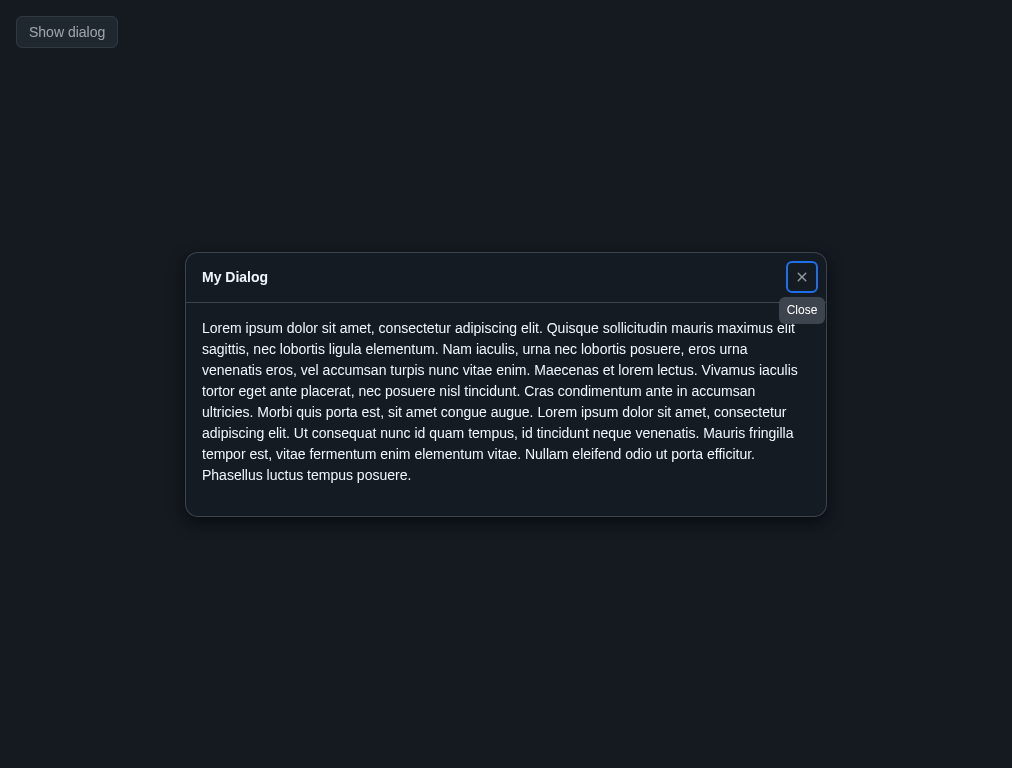 Show dialog
My Dialog
Close
Lorem ipsum dolor sit amet, consectetur adipiscing elit. Quisque sollicitudin mauris maximus elit
sagittis, nec lobortis ligula elementum. Nam iaculis, urna nec lobortis posuere, eros urna
venenatis eros, vel accumsan turpis nunc vitae enim. Maecenas et lorem lectus. Vivamus iaculis
tortor eget ante placerat, nec posuere nisl tincidunt. Cras condimentum ante in accumsan
ultricies. Morbi quis porta est, sit amet congue augue. Lorem ipsum dolor sit amet, consectetur
adipiscing elit. Ut consequat nunc id quam tempus, id tincidunt neque venenatis. Mauris fringilla
tempor est, vitae fermentum enim elementum vitae. Nullam eleifend odio ut porta efficitur.
Phasellus luctus tempus posuere.